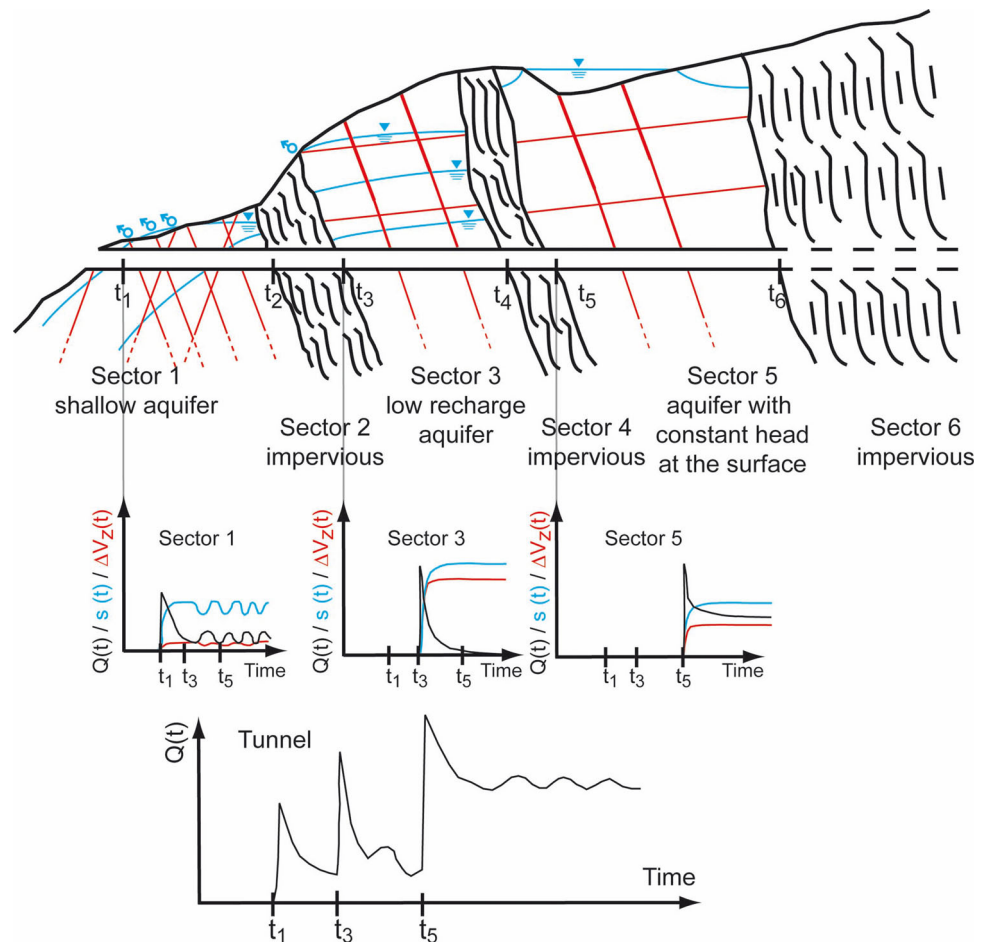 t1
t2
t3
t4
t5
t6
Sector 1
shallow aquifer
Sector 2
impervious
Sector 3
low recharge
aquifer
Sector 4
impervious
Sector 5
aquifer with
constant head
at the surface
Sector 6
impervious
Q(t) / s (t) / ΔVz(t)
Sector 1
t1
t3
t5
Time
Q(t) / s (t) / ΔVz(t)
Sector 3
t1
t3
t5
Time
Q(t) / s (t) / ΔVz(t)
Sector 5
t1
t3
t5
Time
Q(t)
Tunnel
Time
t1
t3
t5